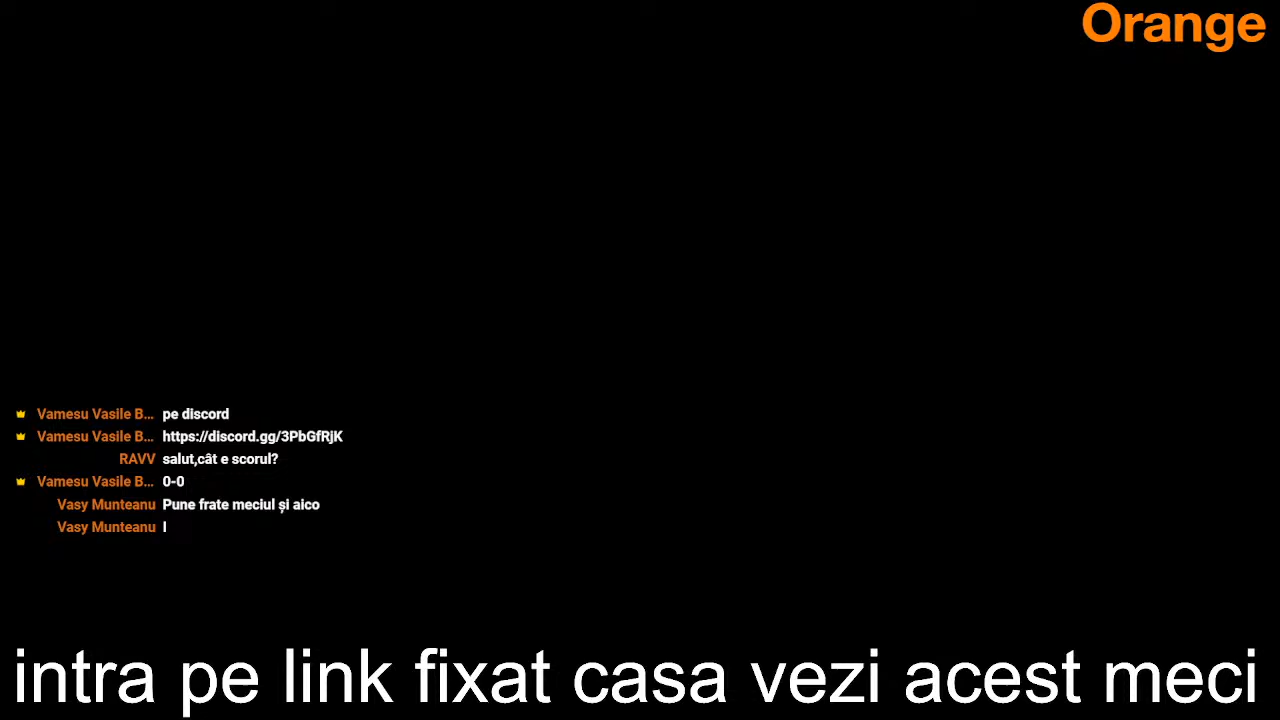 Orange
Vamesu Vasile B... pe discord
Vamesu Vasile B... https://discord.gg/3PbGfRjK
RAVV salut,cât e scorul?
Vamesu Vasile B... 0-0
Vasy Munteanu Pune frate meciul și aico
Vasy Munteanu I
intra pe link fixat casa vezi acest meci